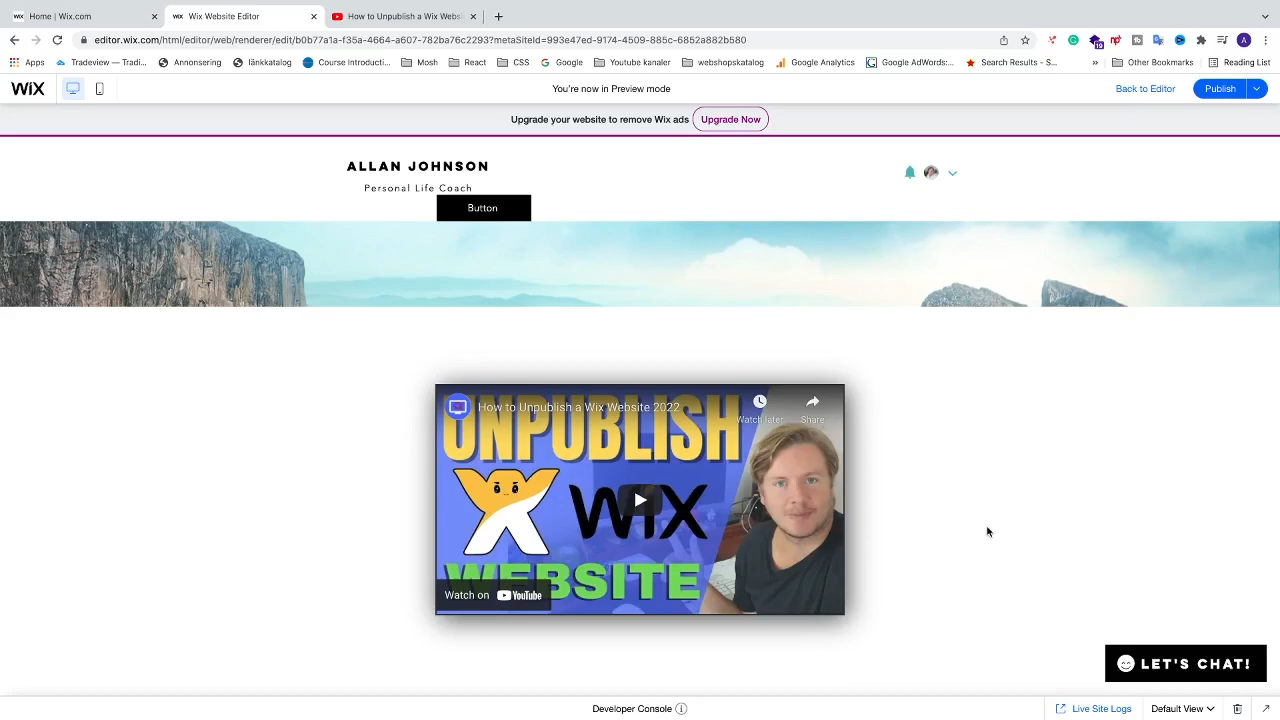 WiX Home | Wix.com
WiX Wix Website Editor
How to Unpublish a Wix Websi
editor.wix.com/html/editor/web/renderer/edit/b0b77a1a-f35a-4664-a607-782ba76c2293?metaSiteId=993e47ed-9174-4509-885c-6852a882b580
19
A
Apps
Tradeview — Tradi...
Annonsering
länkkatalog
Course Introducti...
Mosh
React
CSS
Google
Youtube kanaler
webshopskatalog
Google Analytics
Google AdWords:...
Search Results - S...
»
Other Bookmarks
Reading List
WiX
You're now in Preview mode
Back to Editor
Publish
Upgrade your website to remove Wix ads
Upgrade Now
ALLAN JOHNSON
Personal Life Coach
Button
How to Unpublish a Wix Website 2022
Watch later
Share
UNPUBLISH
WiX
WEBSITE
Watch on YouTube
LET'S CHAT!
Developer Console
Live Site Logs
Default View